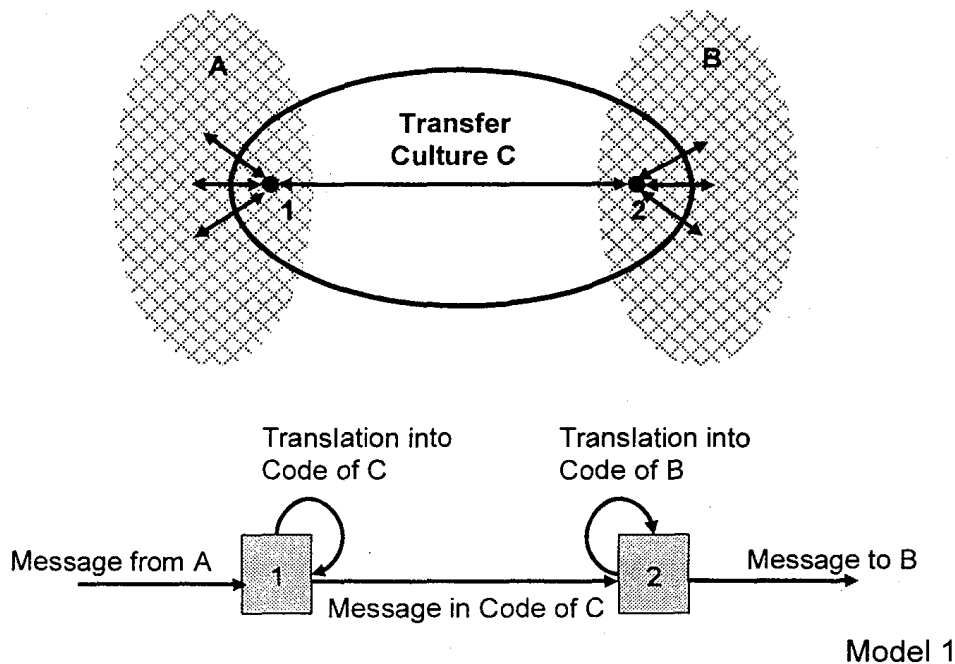 A
B
Transfer
Culture C
1
2
Translation into
Code of C
Translation into
Code of B
Message from A
1
Message in Code of C
2
Message to B
Model 1